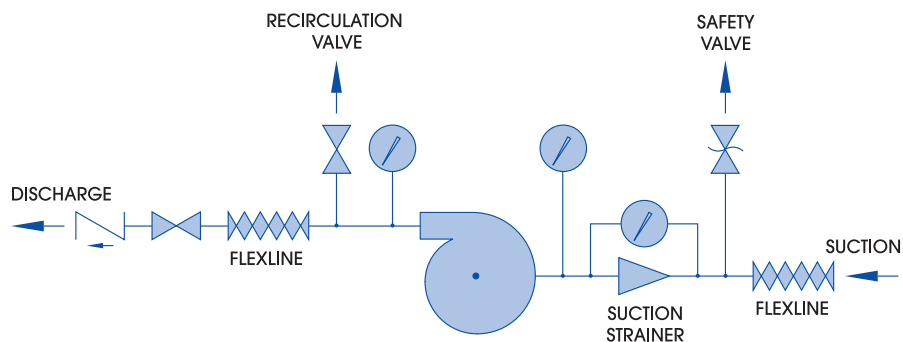 RECIRCULATION
VALVE
SAFETY
VALVE
DISCHARGE
FLEXLINE
SUCTION
STRAINER
SUCTION
FLEXLINE